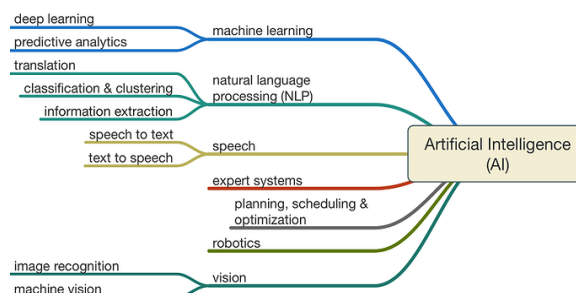 deep learning
predictive analytics
machine learning
translation
classification & clustering
information extraction
natural language
processing (NLP)
speech to text
text to speech
speech
expert systems
planning, scheduling &
optimization
robotics
image recognition
machine vision
vision
Artificial Intelligence
(AI)